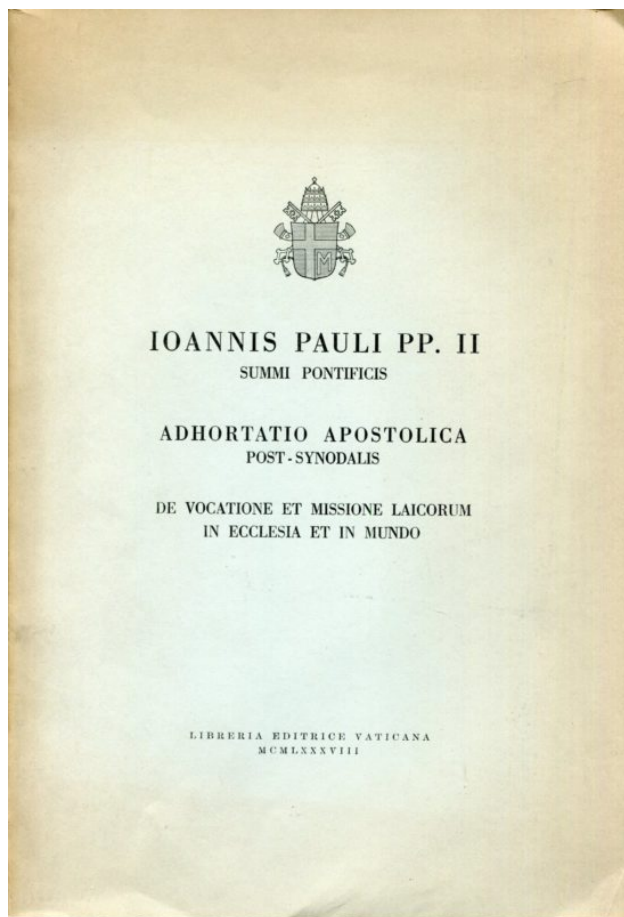 IOANNIS PAULI PP. II
SUMMI PONTIFICIS
ADHORTATIO APOSTOLICA
POST-SYNODALIS
DE VOCATIONE ET MISSIONE LAICORUM
IN ECCLESIA ET IN MUNDO
LIBRERIA EDITRICE VATICANA
MCMLXXXVIII